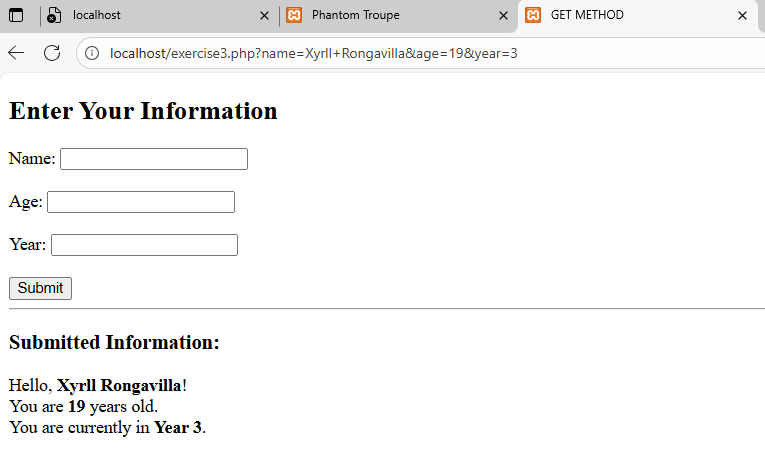 localhost
Phantom Troupe
GET METHOD
localhost/exercise3.php?name=Xyrll+Rongavilla&age=19&year=3
Enter Your Information
Name:
Age:
Year:
Submit
Submitted Information:
Hello, Xyrll Rongavilla!
You are 19 years old.
You are currently in Year 3.